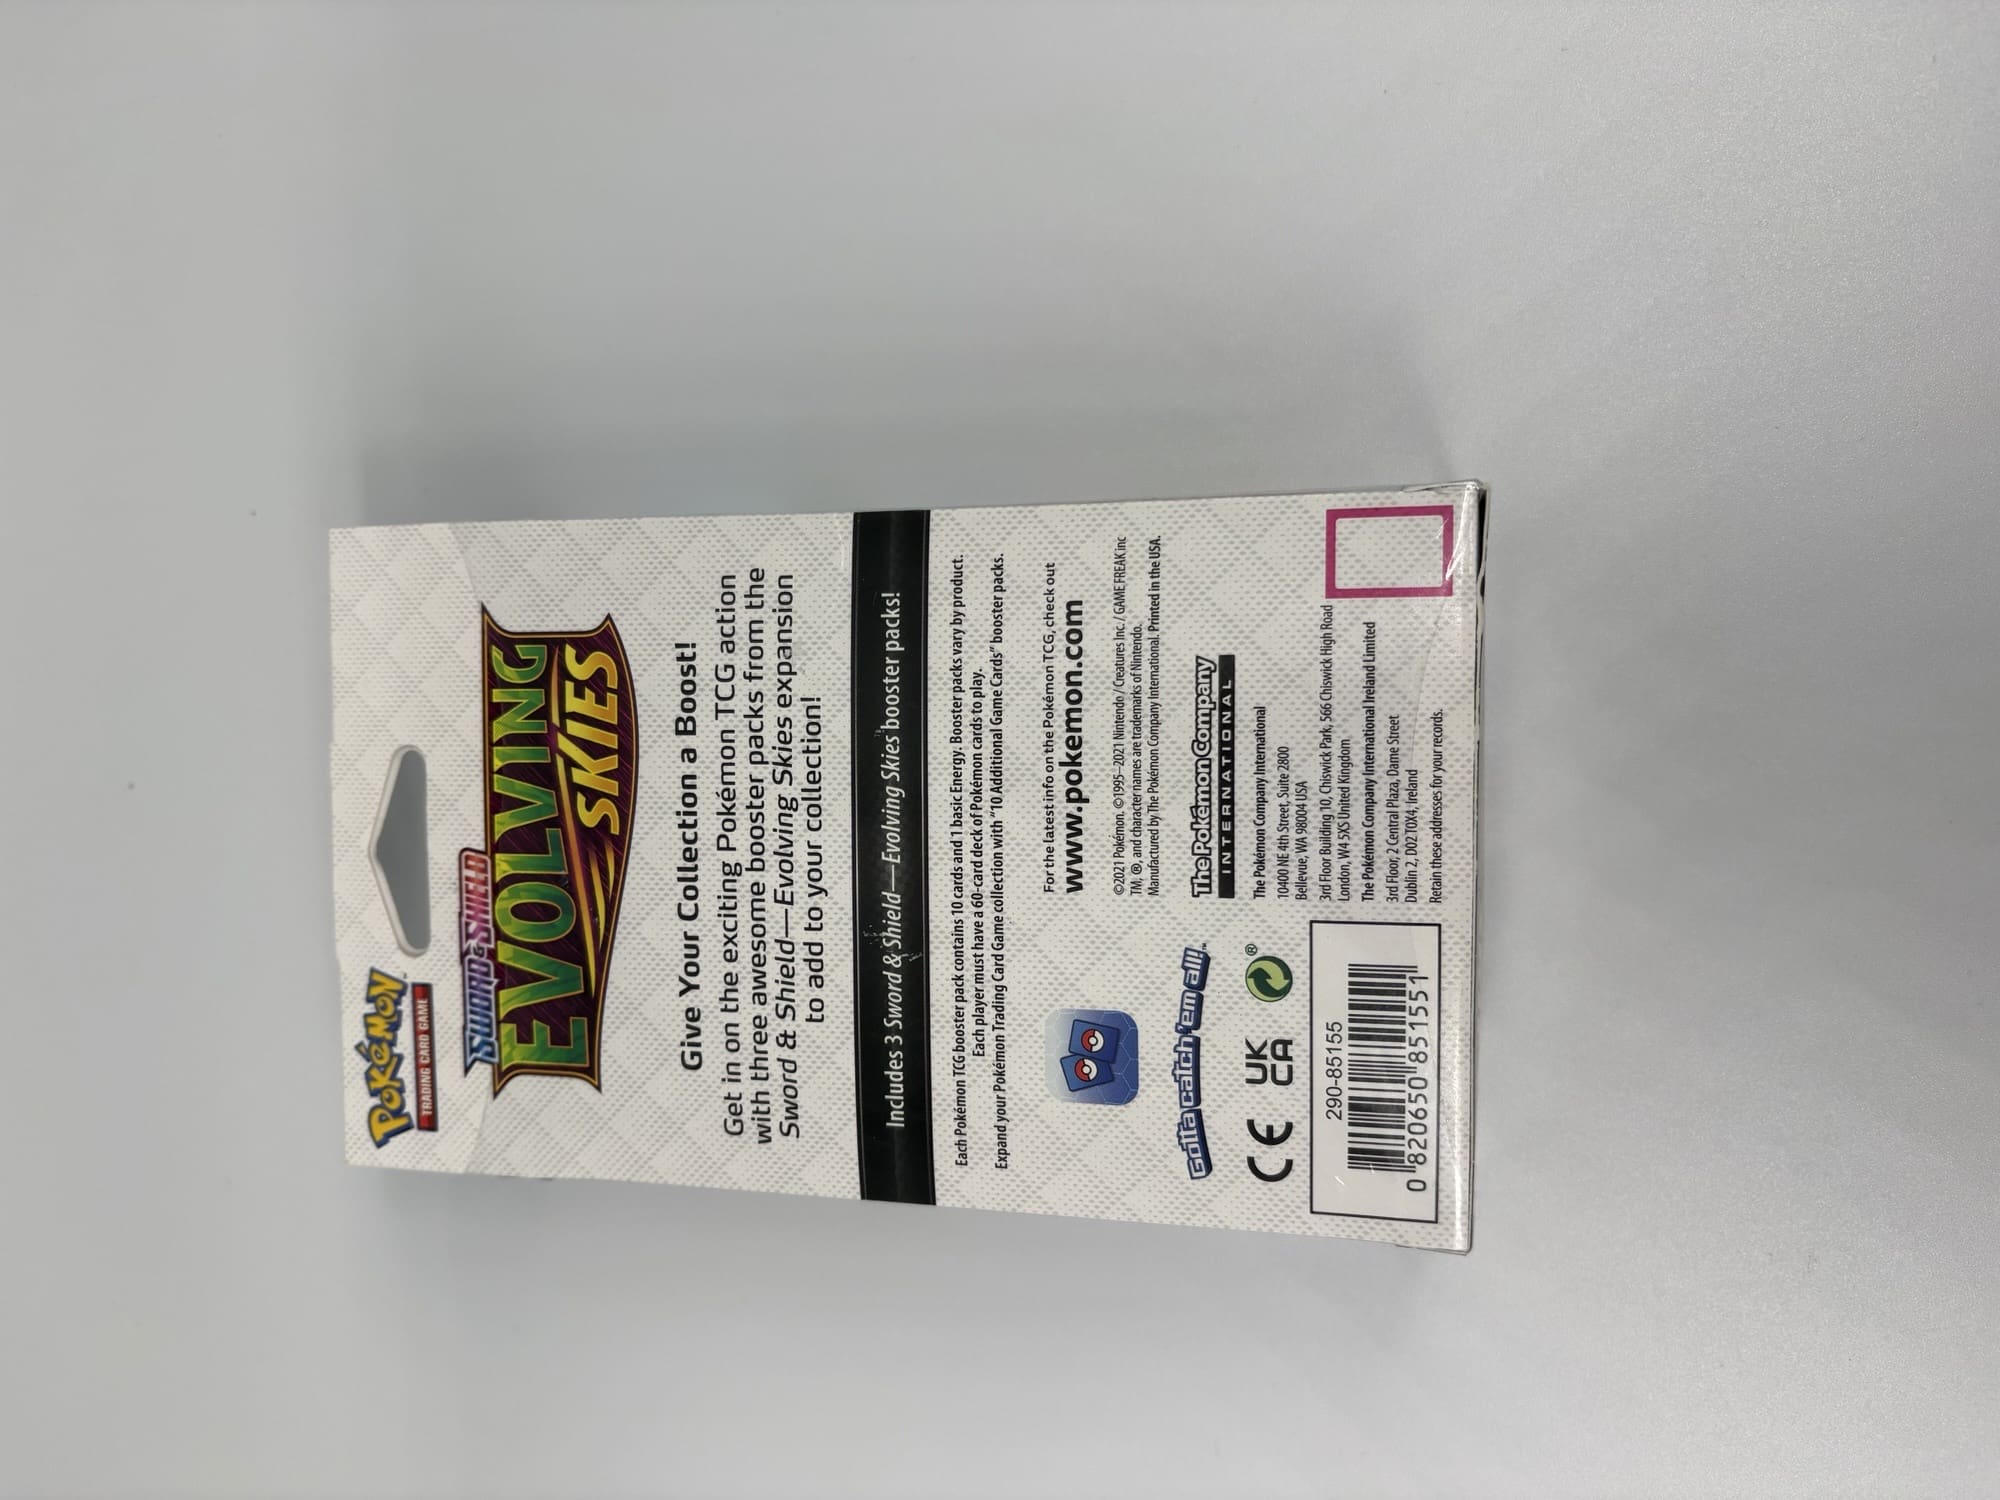 Pokémon
TRADING CARD GAME
SWORD & SHIELD
EVOLVING
SKIES
Give Your Collection a Boost!
Get in on the exciting Pokémon TCG action
with three awesome booster packs from the
Sword & Shield—Evolving Skies expansion
to add to your collection!
Includes 3 Sword & Shield—Evolving Skies booster packs!
Each Pokémon TCG booster pack contains 10 cards and 1 basic Energy. Booster packs vary by product.
Each player must have a 60-card deck of Pokémon cards to play.
Expand your Pokémon Trading Card Game collection with "10 Additional Game Cards" booster packs.
For the latest info on the Pokémon TCG, check out
www.pokemon.com
©2021 Pokémon. ©1995–2021 Nintendo / Creatures Inc. / GAME FREAK inc
TM, ®, and character names are trademarks of Nintendo.
Manufactured by The Pokémon Company International. Printed in the USA.
Gotta catch 'em all!™
The Pokémon Company
INTERNATIONAL
CE UK
CA
®
The Pokémon Company International
10400 NE 4th Street, Suite 2800
Bellevue, WA 98004 USA
3rd Floor Building 10, Chiswick Park, 566 Chiswick High Road
London, W4 5XS United Kingdom
The Pokémon Company International Ireland Limited
3rd Floor, 2 Central Plaza, Dame Street
Dublin 2, D02 T0X4, Ireland
Retain these addresses for your records.
290-85155
0 820650 851551